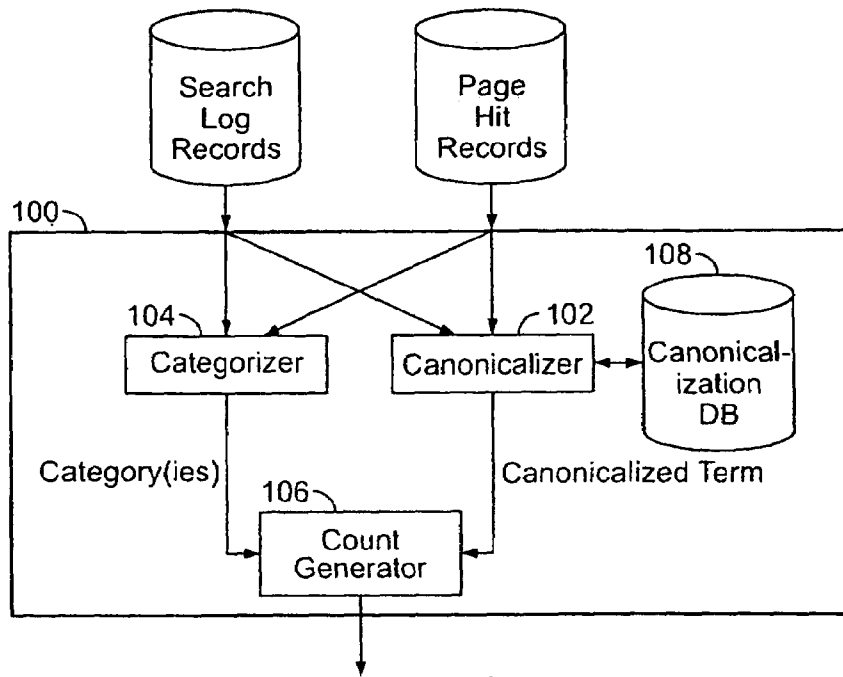 Search
Log
Records
Page
Hit
Records
100
108
104
102
Categorizer
Canonicalizer
Canonical-
ization
DB
Category(ies)
Canonicalized Term
106
Count
Generator